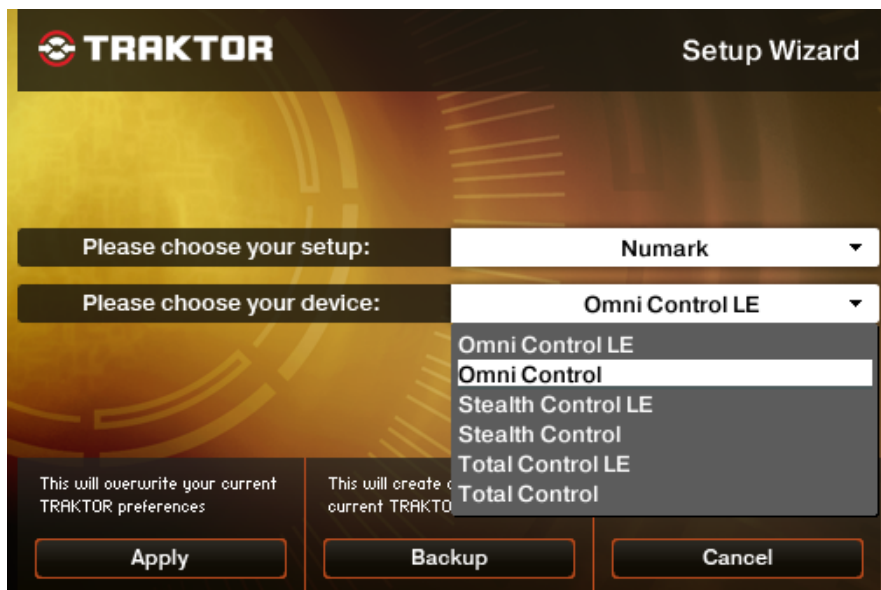 TRAKTOR
Setup Wizard
Please choose your setup:
Numark
Please choose your device:
Omni Control LE
Omni Control LE
Omni Control
Stealth Control LE
Stealth Control
Total Control LE
Total Control
This will overwrite your current
TRAKTOR preferences
This will create
current
Apply
Backup
Cancel